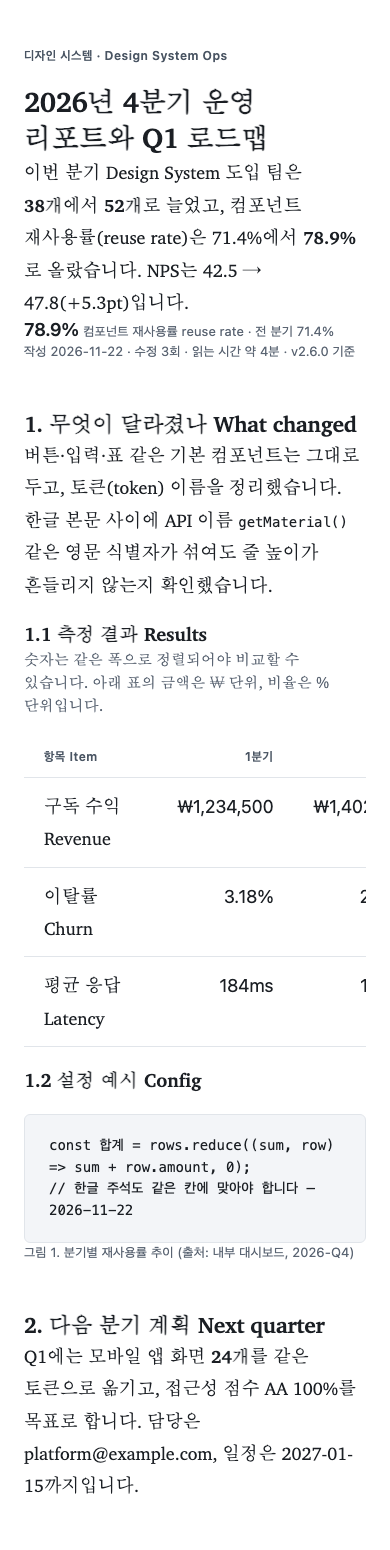 디자인 시스템 · Design System Ops
2026년 4분기 운영
리포트와 Q1 로드맵
이번 분기 Design System 도입 팀은
38개에서 52개로 늘었고, 컴포넌트
재사용률(reuse rate)은 71.4%에서 78.9%
로 올랐습니다. NPS는 42.5 →
47.8(+5.3pt)입니다.
78.9% 컴포넌트 재사용률 reuse rate · 전 분기 71.4%
작성 2026-11-22 · 수정 3회 · 읽는 시간 약 4분 · v2.6.0 기준
1. 무엇이 달라졌나 What changed
버튼·입력·표 같은 기본 컴포넌트는 그대로
두고, 토큰(token) 이름을 정리했습니다.
한글 본문 사이에 API 이름 getMaterial()
같은 영문 식별자가 섞여도 줄 높이가
흔들리지 않는지 확인했습니다.
1.1 측정 결과 Results
숫자는 같은 폭으로 정렬되어야 비교할 수
있습니다. 아래 표의 금액은 ₩ 단위, 비율은 %
단위입니다.
항목 Item 1분기
구독 수익 ₩1,234,500 ₩1,402
Revenue
이탈률 3.18% 2
Churn
평균 응답 184ms 1
Latency
1.2 설정 예시 Config
const 합계 = rows.reduce((sum, row)
=> sum + row.amount, 0);
// 한글 주석도 같은 칸에 맞아야 합니다 —
2026-11-22
그림 1. 분기별 재사용률 추이 (출처: 내부 대시보드, 2026-Q4)
2. 다음 분기 계획 Next quarter
Q1에는 모바일 앱 화면 24개를 같은
토큰으로 옮기고, 접근성 점수 AA 100%를
목표로 합니다. 담당은
platform@example.com, 일정은 2027-01-
15까지입니다.